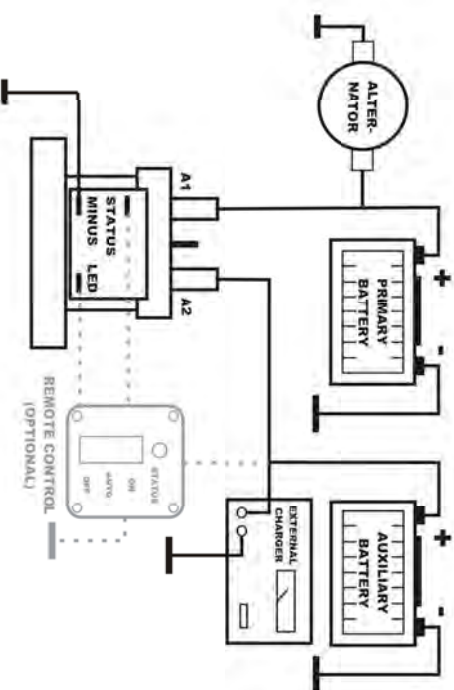 ALTER-
NATOR
+
-
PRIMARY
BATTERY
+
-
AUXILIARY
BATTERY
A1
A2
STATUS
MINUS LED
EXTERNAL
CHARGER
STATUS
ON
AUTO
OFF
REMOTE CONTROL
(OPTIONAL)